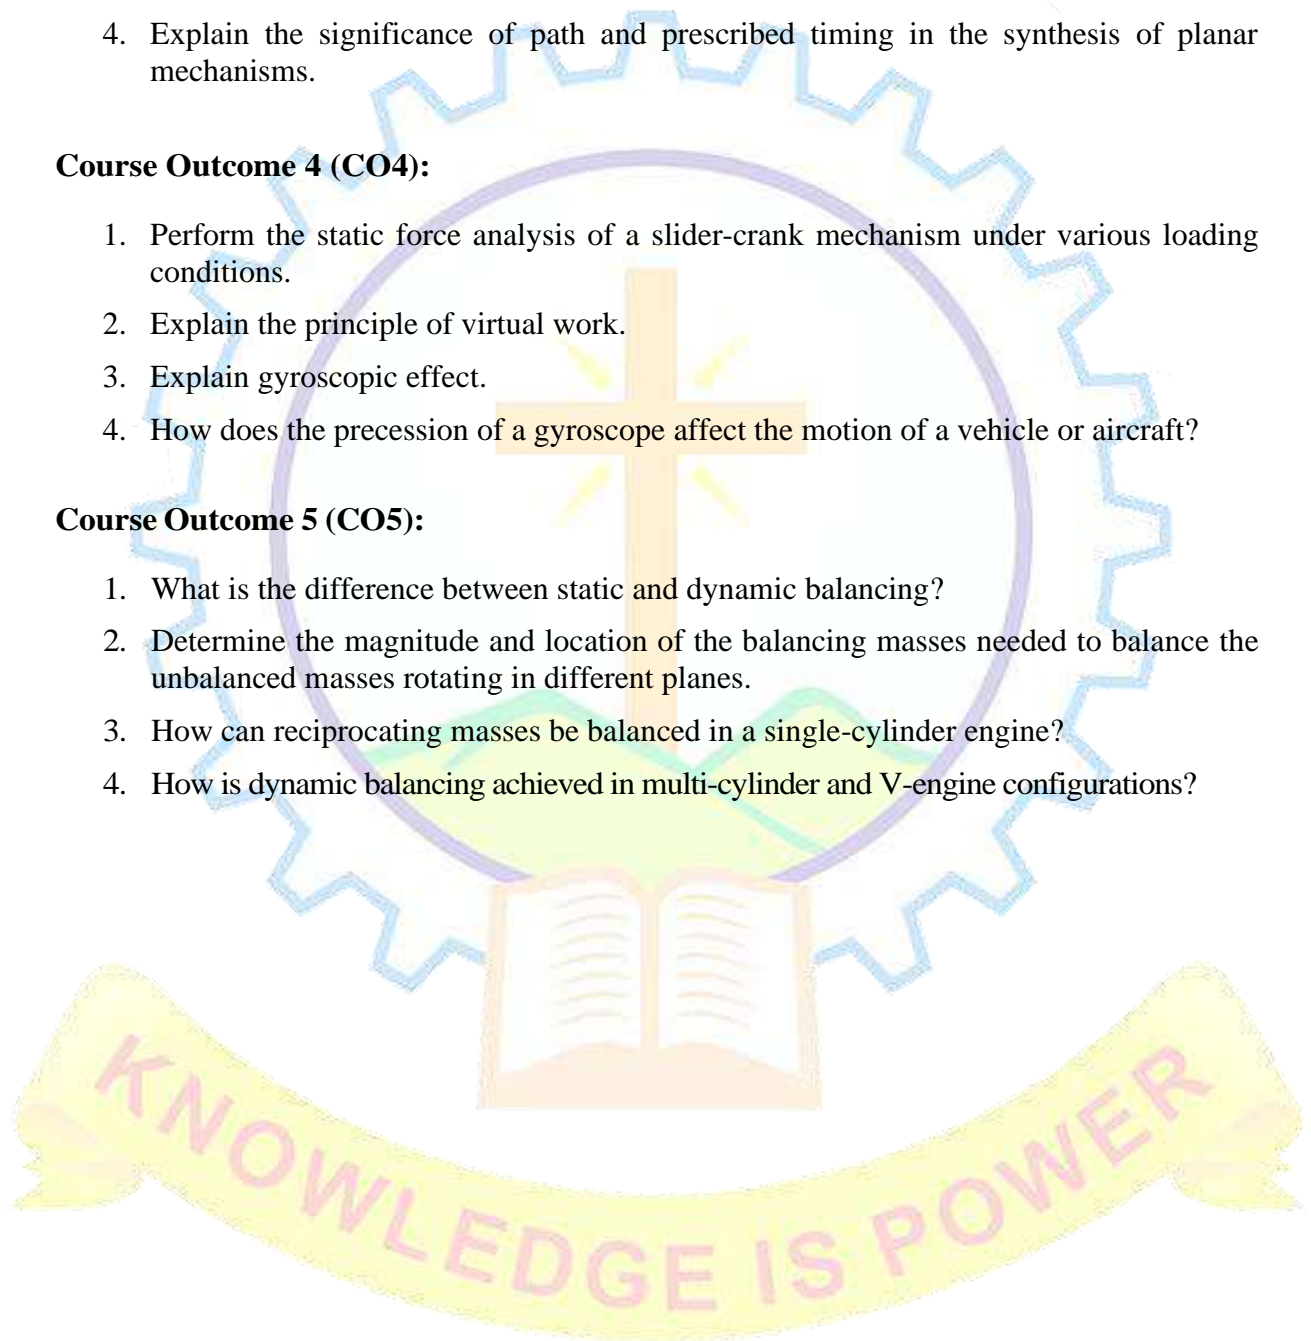 4. Explain the significance of path and prescribed timing in the synthesis of planar
mechanisms.
Course Outcome 4 (CO4):
1. Perform the static force analysis of a slider-crank mechanism under various loading
conditions.
2. Explain the principle of virtual work.
3. Explain gyroscopic effect.
4. How does the precession of a gyroscope affect the motion of a vehicle or aircraft?
Course Outcome 5 (CO5):
1. What is the difference between static and dynamic balancing?
2. Determine the magnitude and location of the balancing masses needed to balance the
unbalanced masses rotating in different planes.
3. How can reciprocating masses be balanced in a single-cylinder engine?
4. How is dynamic balancing achieved in multi-cylinder and V-engine configurations?
KNOWLEDGE IS POWER